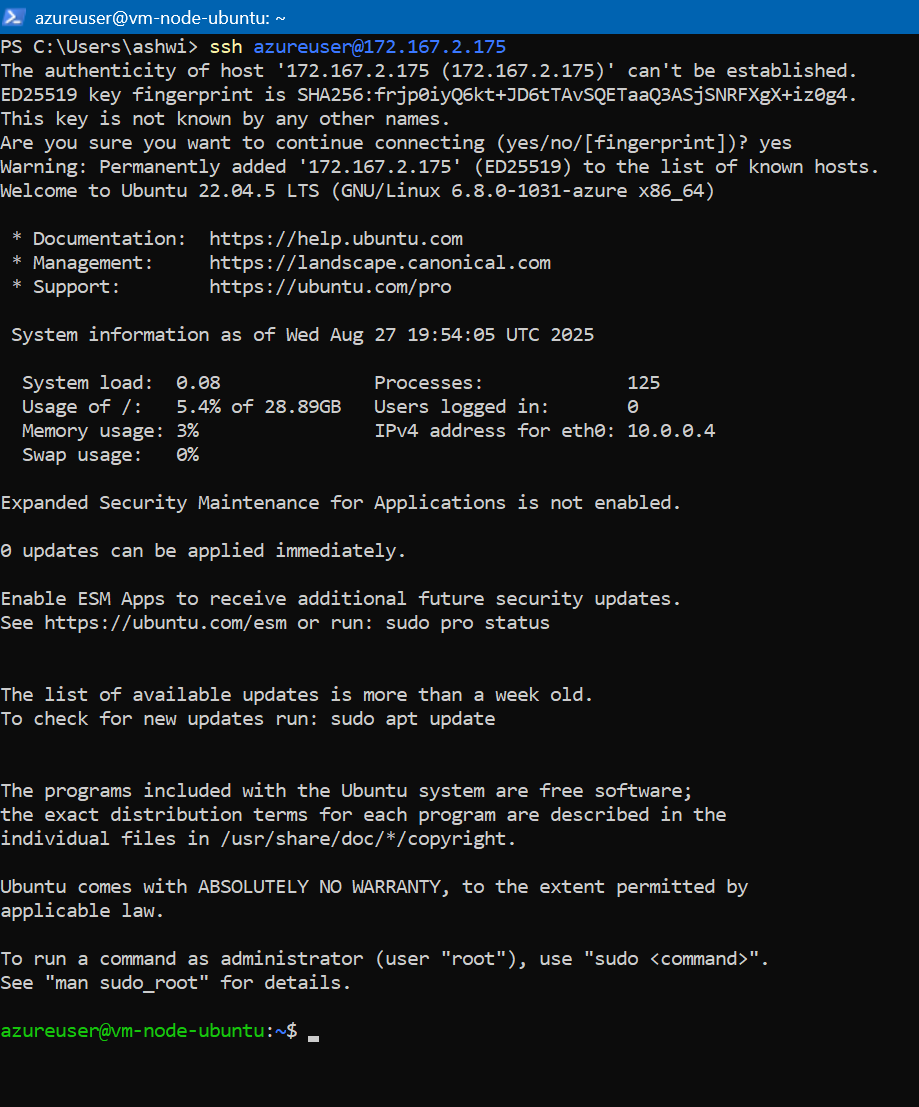 azureuser@vm-node-ubuntu: ~
PS C:\Users\ashwi> ssh azureuser@172.167.2.175
The authenticity of host '172.167.2.175 (172.167.2.175)' can't be established.
ED25519 key fingerprint is SHA256:frjp0iyQ6kt+JD6tTAvSQETaaQ3ASjSNRFXgX+iz0g4.
This key is not known by any other names.
Are you sure you want to continue connecting (yes/no/[fingerprint])? yes
Warning: Permanently added '172.167.2.175' (ED25519) to the list of known hosts.
Welcome to Ubuntu 22.04.5 LTS (GNU/Linux 6.8.0-1031-azure x86_64)

 * Documentation:  https://help.ubuntu.com
 * Management:     https://landscape.canonical.com
 * Support:        https://ubuntu.com/pro

 System information as of Wed Aug 27 19:54:05 UTC 2025

  System load:  0.08              Processes:             125
  Usage of /:   5.4% of 28.89GB   Users logged in:       0
  Memory usage: 3%                IPv4 address for eth0: 10.0.0.4
  Swap usage:   0%

Expanded Security Maintenance for Applications is not enabled.

0 updates can be applied immediately.

Enable ESM Apps to receive additional future security updates.
See https://ubuntu.com/esm or run: sudo pro status


The list of available updates is more than a week old.
To check for new updates run: sudo apt update


The programs included with the Ubuntu system are free software;
the exact distribution terms for each program are described in the
individual files in /usr/share/doc/*/copyright.

Ubuntu comes with ABSOLUTELY NO WARRANTY, to the extent permitted by
applicable law.

To run a command as administrator (user "root"), use "sudo <command>".
See "man sudo_root" for details.

azureuser@vm-node-ubuntu:~$